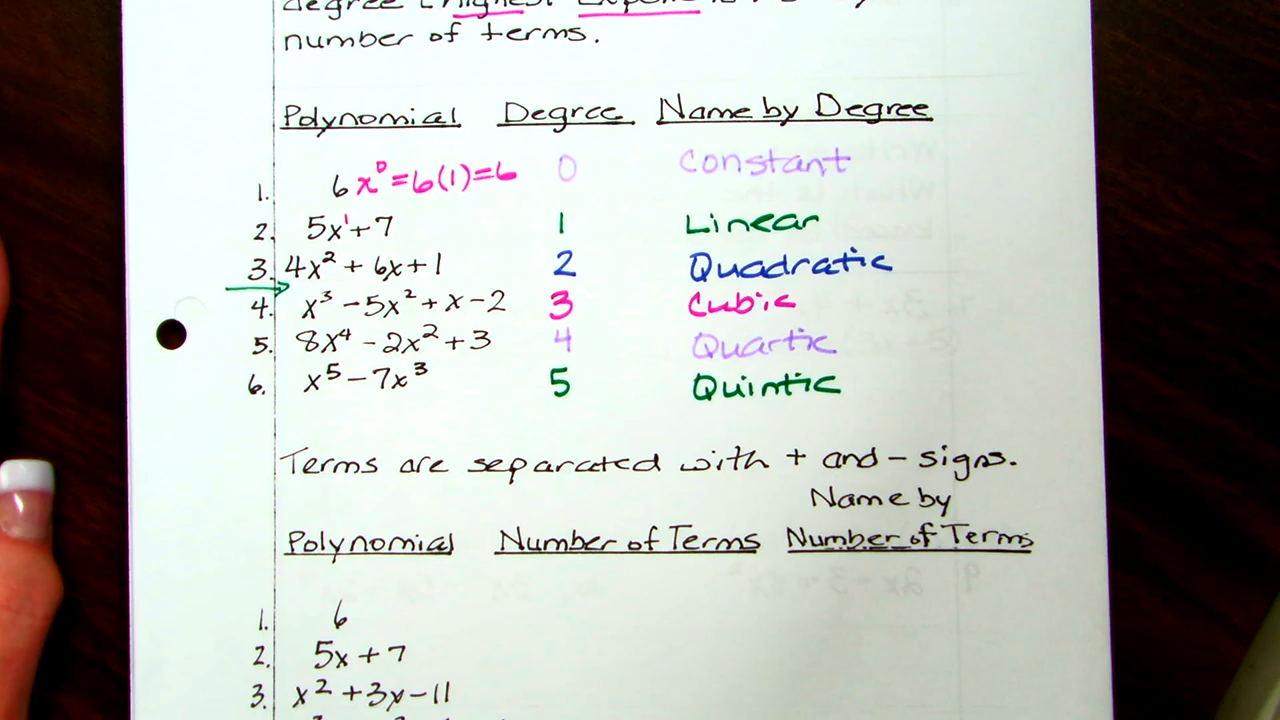 degree
number of terms.
Polynomial Degree Name by Degree
1. 6x⁰=6(1)=6 0 Constant
2. 5x¹+7 1 Linear
3. 4x² + 6x + 1 2 Quadratic
4. x³ - 5x² + x - 2 3 Cubic
5. 8x⁴ - 2x² + 3 4 Quartic
6. x⁵ - 7x³ 5 Quintic
Terms are separated with + and - signs.
Name by
Polynomial Number of Terms Number of Terms
1. 6
2. 5x + 7
3. x² + 3x - 11